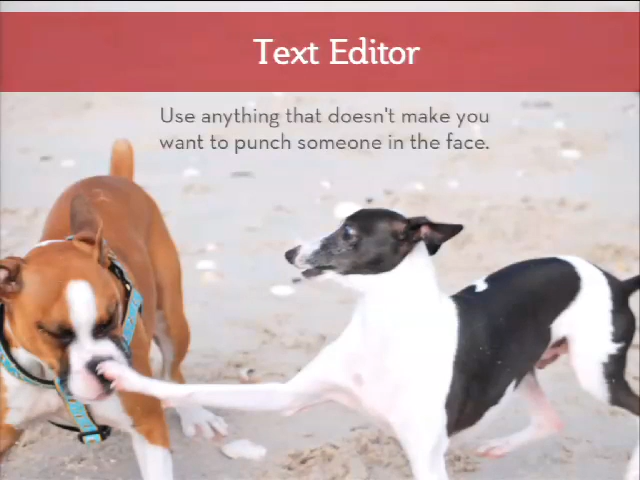 Text Editor
Use anything that doesn't make you
want to punch someone in the face.